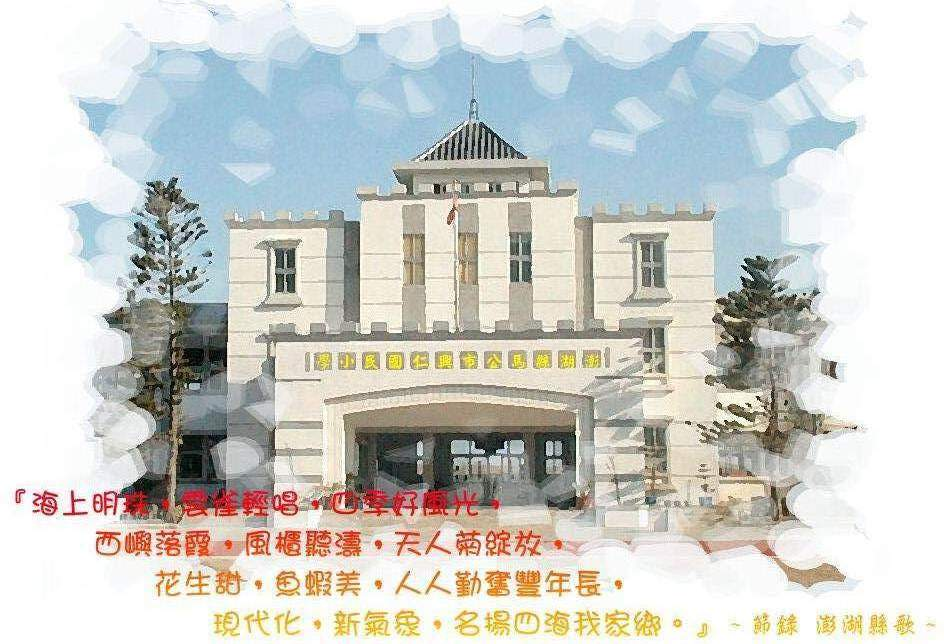 澎湖縣馬公市興仁國民小學
『海上明珠,雲雀輕唱,四季好風光,
西嶼落霞,風櫃聽濤,天人菊綻放,
花生甜,魚蝦美,人人勤奮豐年長,
現代化,新氣象,名揚四海我家鄉。』~節錄 澎湖縣歌~